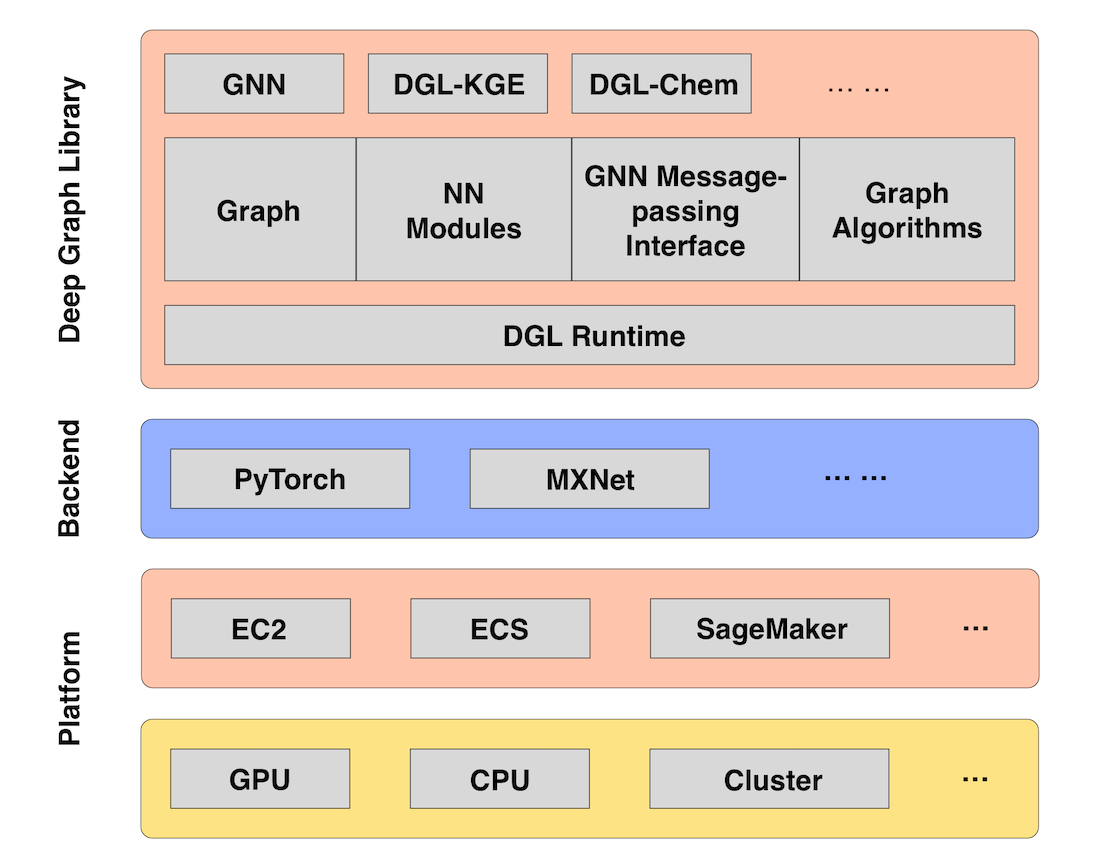 Deep Graph Library
GNN
DGL-KGE
DGL-Chem
... ...
Graph
NN
Modules
GNN Message-
passing
Interface
Graph
Algorithms
DGL Runtime
Backend
PyTorch
MXNet
... ...
Platform
EC2
ECS
SageMaker
...
GPU
CPU
Cluster
...